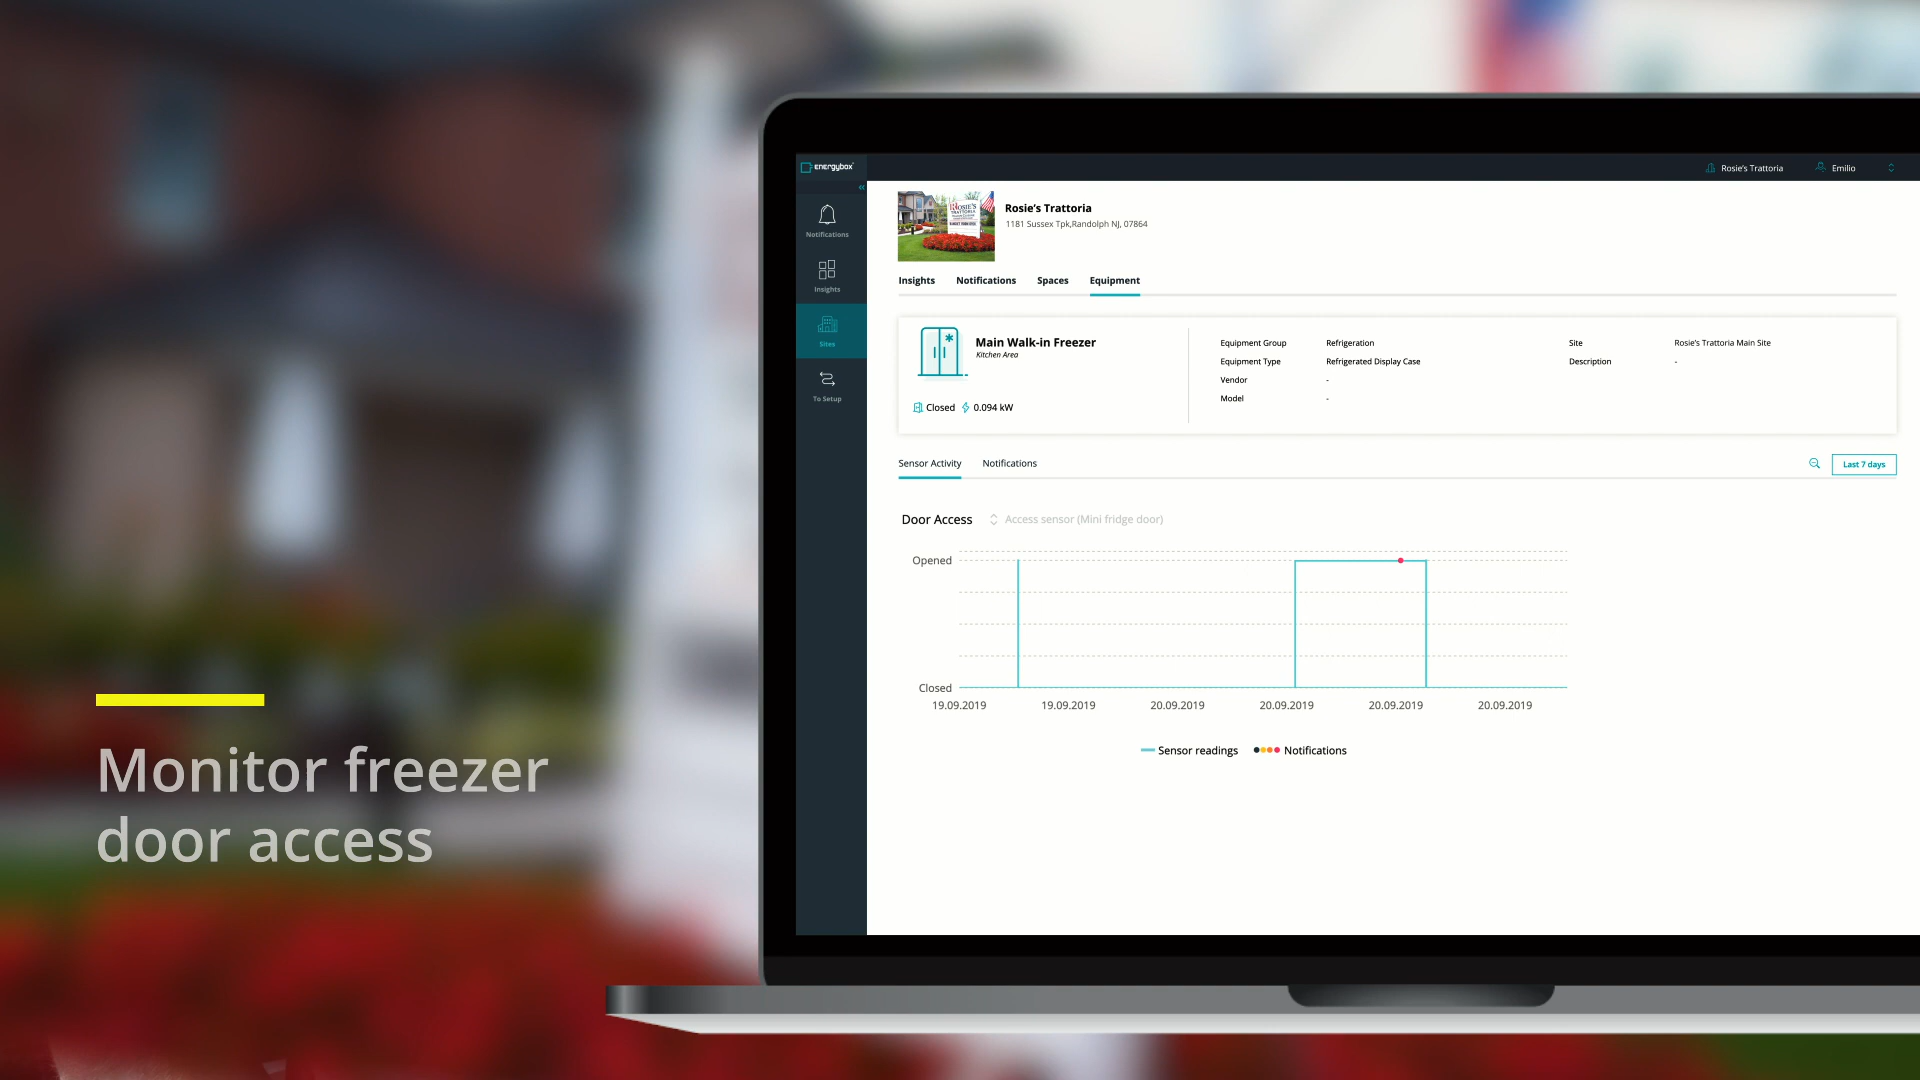 energybox
Rosie's Trattoria
Emilio
Notifications
Insights
Sites
To Setup
ROSIE'S
TRATTORIA
Rosie's Trattoria
1181 Sussex Tpk,Randolph NJ, 07864
Insights
Notifications
Spaces
Equipment
Main Walk-in Freezer
Kitchen Area
Closed
0.094 kW
Equipment Group Refrigeration
Equipment Type Refrigerated Display Case
Vendor -
Model -
Site Rosie's Trattoria Main Site
Description -
Sensor Activity
Notifications
Last 7 days
Door Access
Access sensor (Mini fridge door)
Opened
Closed
19.09.2019 19.09.2019 20.09.2019 20.09.2019 20.09.2019 20.09.2019
Sensor readings
Notifications
Monitor freezer
door access